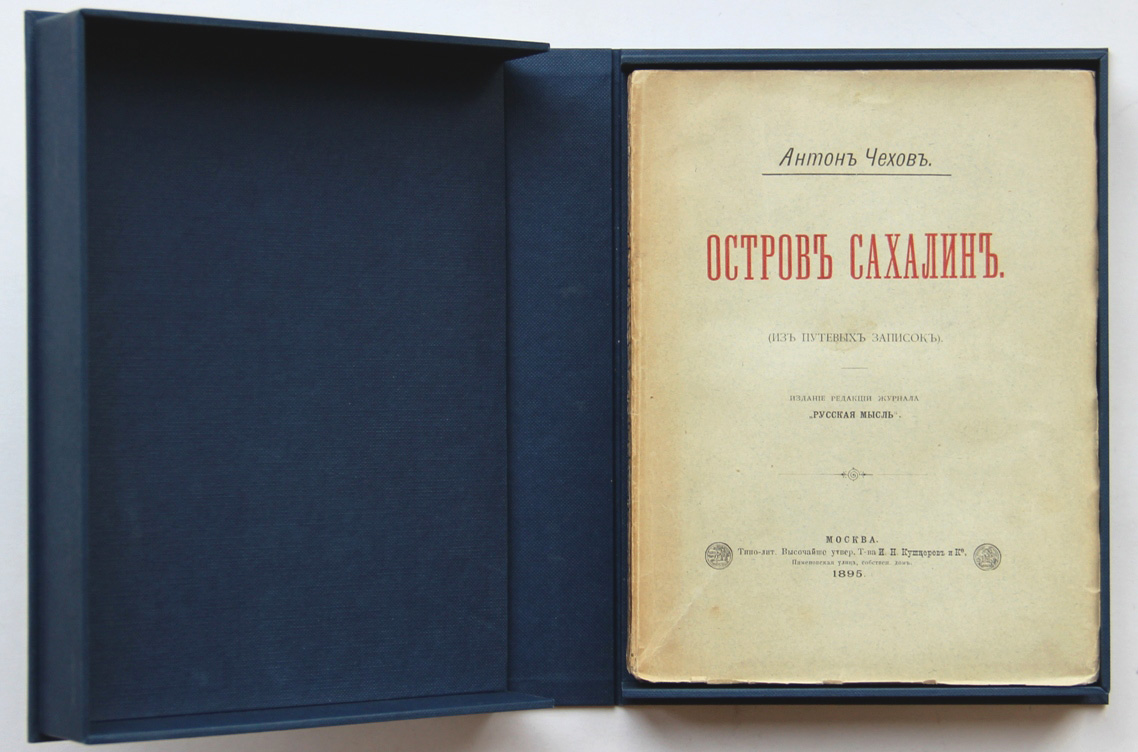 Антонъ Чеховъ.
ОСТРОВЪ САХАЛИНЪ.
(ИЗЪ ПУТЕВЫХЪ ЗАПИСОКЪ).
ИЗДАНІЕ РЕДАКЦІИ ЖУРНАЛА
„РУССКАЯ МЫСЛЬ“.
МОСКВА.
Типо-лит. Высочайше утвер. Т-ва И. Н. Кушнеревъ и Кº.
Пименовская улица, собствен. домъ.
1895.